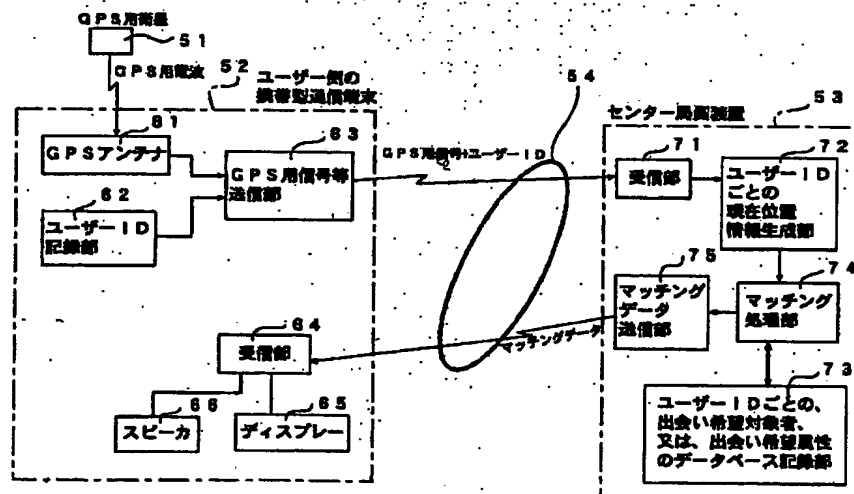 GPS用衛星
51
GPS用電波
52
ユーザー側の
携帯型通信端末
61
GPSアンテナ
62
ユーザーID
記録部
63
GPS用信号等
送信部
GPS用信号+ユーザーID
54
センター局側装置
53
71
受信部
72
ユーザーID
ごとの
現在位置
情報生成部
75
マッチング
データ
送信部
74
マッチング
処理部
マッチングデータ
64
受信部
66
スピーカ
65
ディスプレー
73
ユーザーIDごとの、
出会い希望対象者、
又は、出会い希望属性
のデータベース記録部